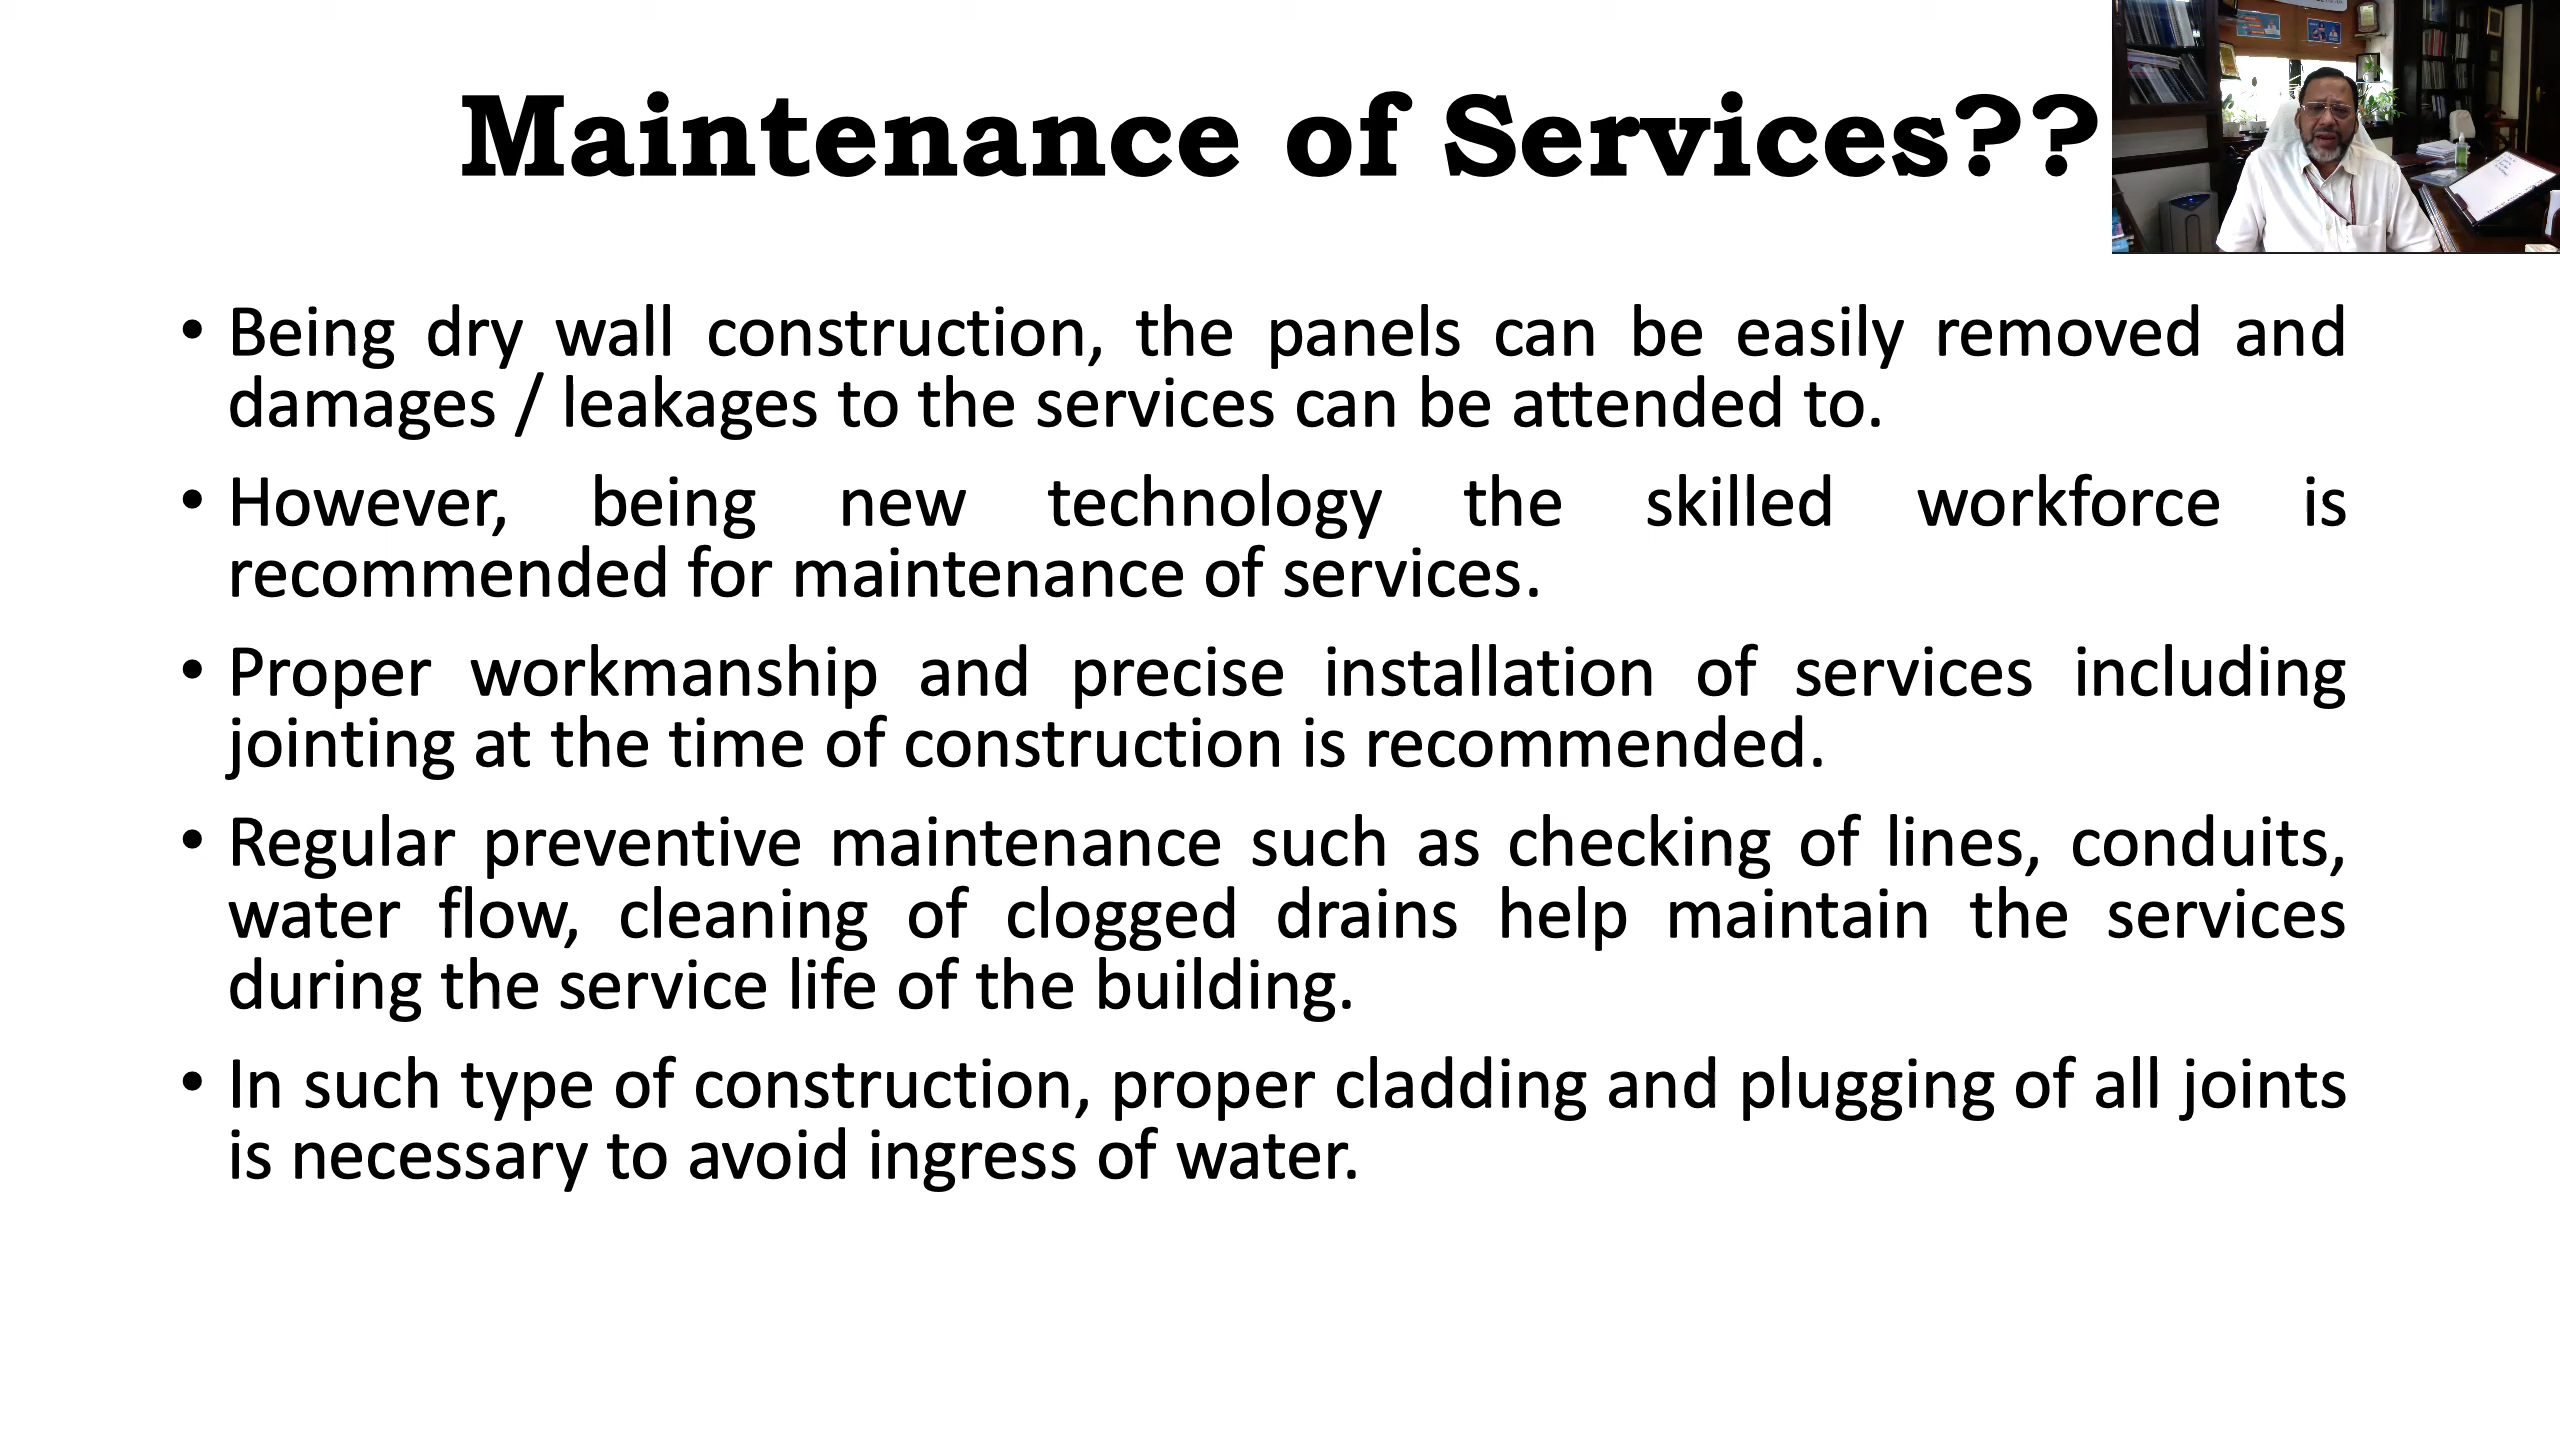 Maintenance of Services??
• Being dry wall construction, the panels can be easily removed and
damages / leakages to the services can be attended to.
• However, being new technology the skilled workforce is
recommended for maintenance of services.
• Proper workmanship and precise installation of services including
jointing at the time of construction is recommended.
• Regular preventive maintenance such as checking of lines, conduits,
water flow, cleaning of clogged drains help maintain the services
during the service life of the building.
• In such type of construction, proper cladding and plugging of all joints
is necessary to avoid ingress of water.